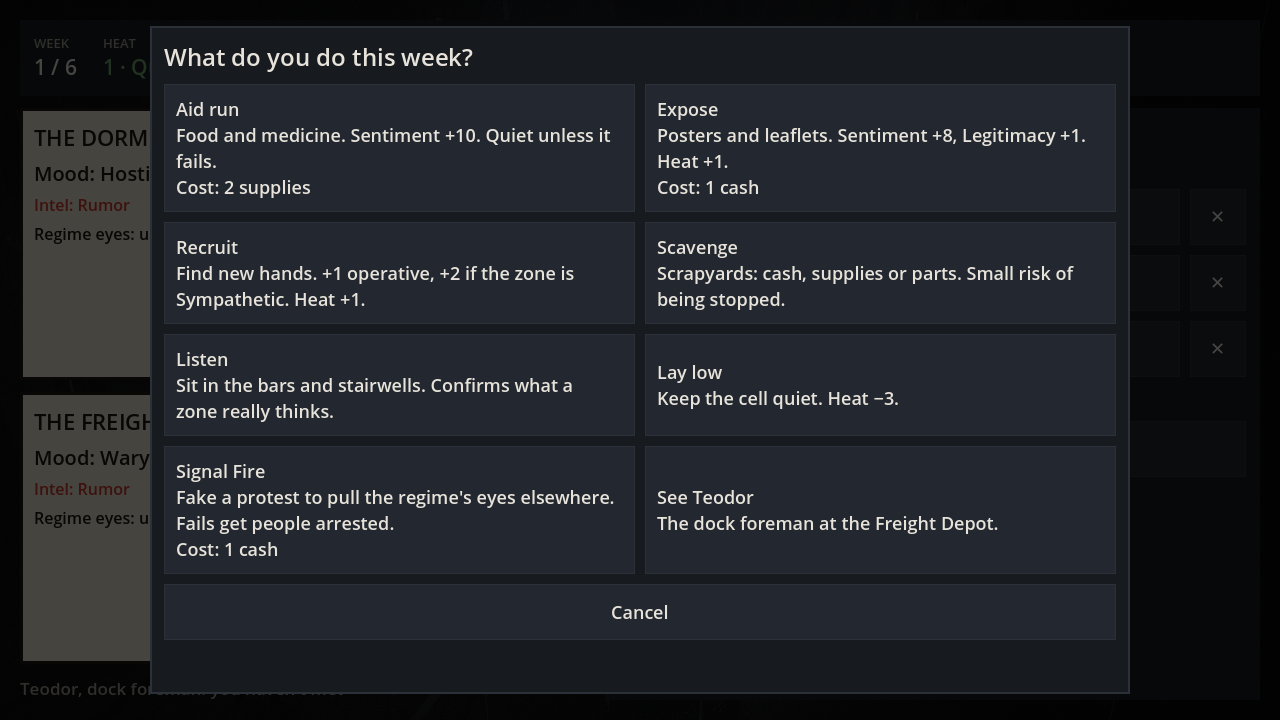 What do you do this week?
WEEK
HEAT
1 / 6
1 · Q
Aid run
Food and medicine. Sentiment +10. Quiet unless it
fails.
Cost: 2 supplies
Expose
Posters and leaflets. Sentiment +8, Legitimacy +1.
Heat +1.
Cost: 1 cash
Recruit
Find new hands. +1 operative, +2 if the zone is
Sympathetic. Heat +1.
Scavenge
Scrapyards: cash, supplies or parts. Small risk of
being stopped.
Listen
Sit in the bars and stairwells. Confirms what a
zone really thinks.
Lay low
Keep the cell quiet. Heat −3.
Signal Fire
Fake a protest to pull the regime's eyes elsewhere.
Fails get people arrested.
Cost: 1 cash
See Teodor
The dock foreman at the Freight Depot.
Cancel
THE DORM
Mood: Hosti
Intel: Rumor
Regime eyes: u
THE FREIGH
Mood: Wary
Intel: Rumor
Regime eyes: u
×
×
×
Teodor, dock